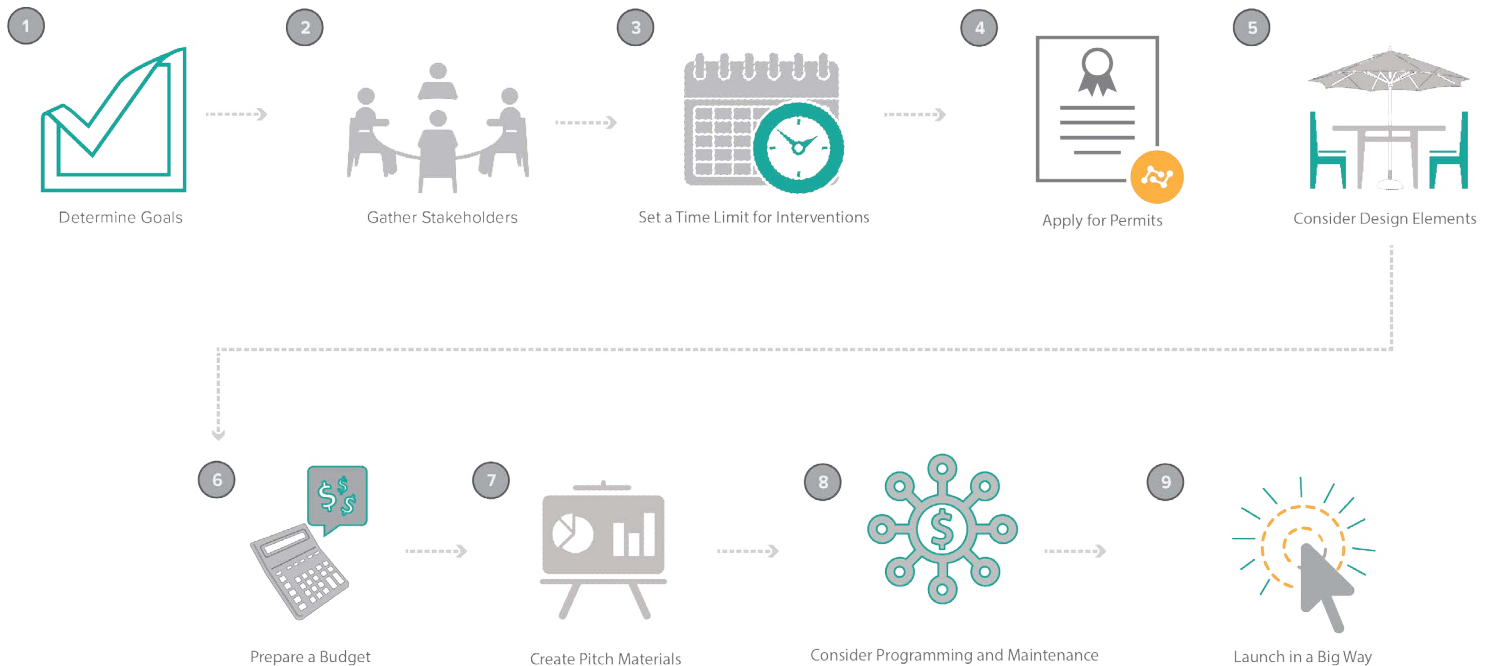 1
2
3
4
5
Determine Goals
Gather Stakeholders
Set a Time Limit for Interventions
Apply for Permits
Consider Design Elements
6
7
8
9
$ $ $
$
Prepare a Budget
Create Pitch Materials
Consider Programming and Maintenance
Launch in a Big Way